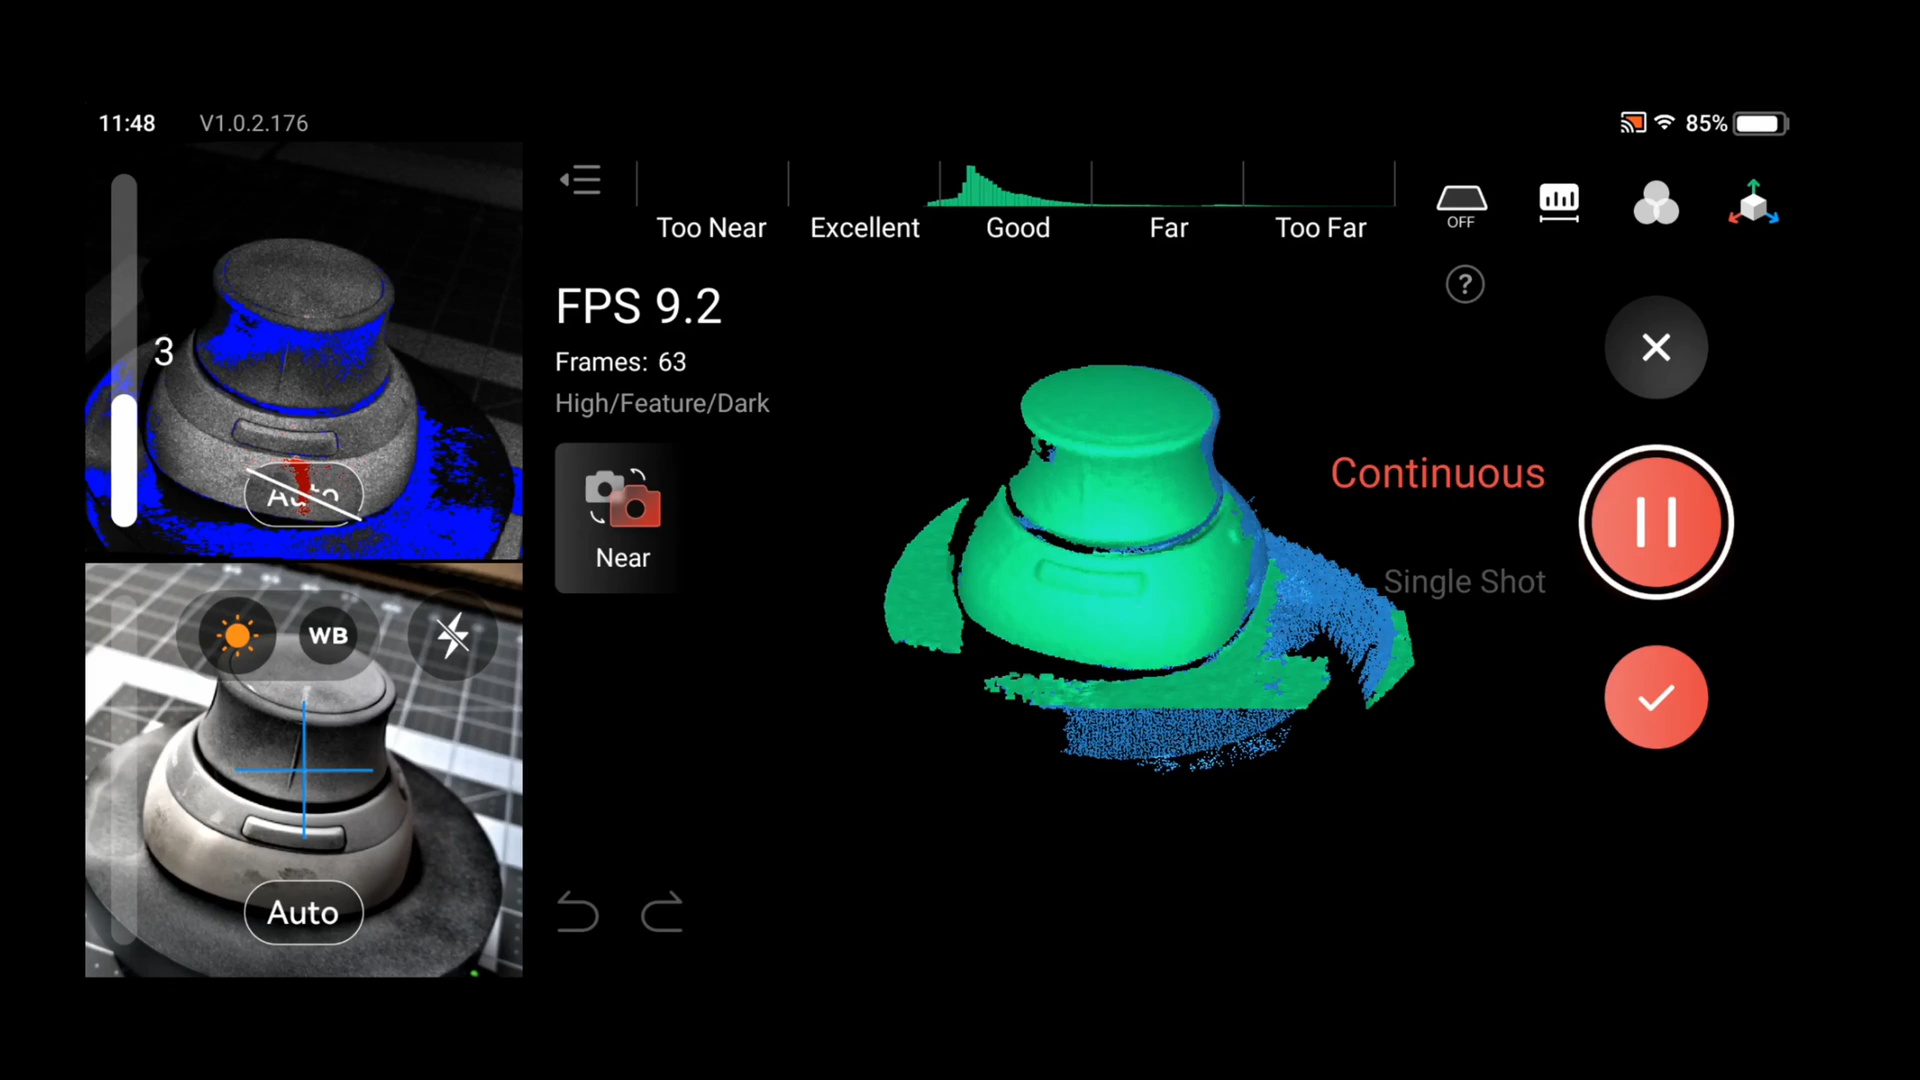 11:48 V1.0.2.176 85%
Too Near Excellent Good Far Too Far
OFF
?
FPS 9.2
Frames: 63
High/Feature/Dark
3
Auto
Near
Continuous
Single Shot
WB
Auto